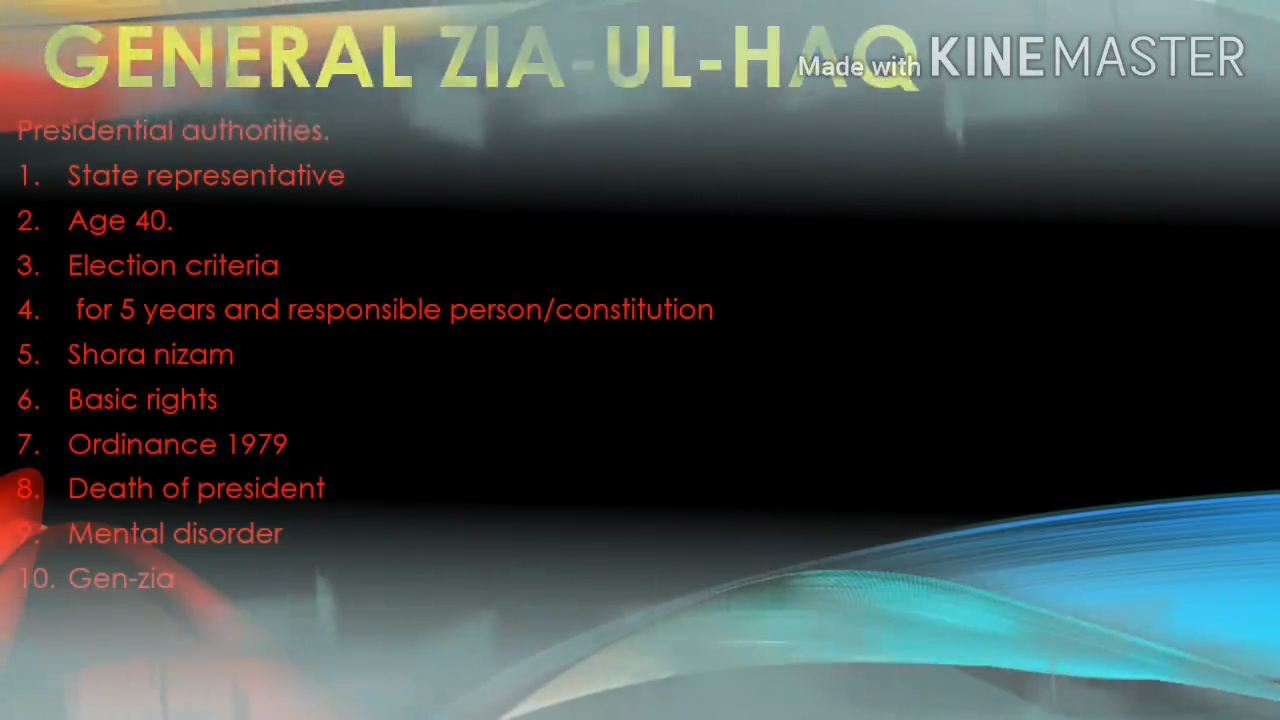 GENERAL ZIA-UL-HAQ
Made with KINEMASTER
Presidential authorities.
1. State representative
2. Age 40.
3. Election criteria
4. for 5 years and responsible person/constitution
5. Shora nizam
6. Basic rights
7. Ordinance 1979
8. Death of president
9. Mental disorder
10. Gen-zia